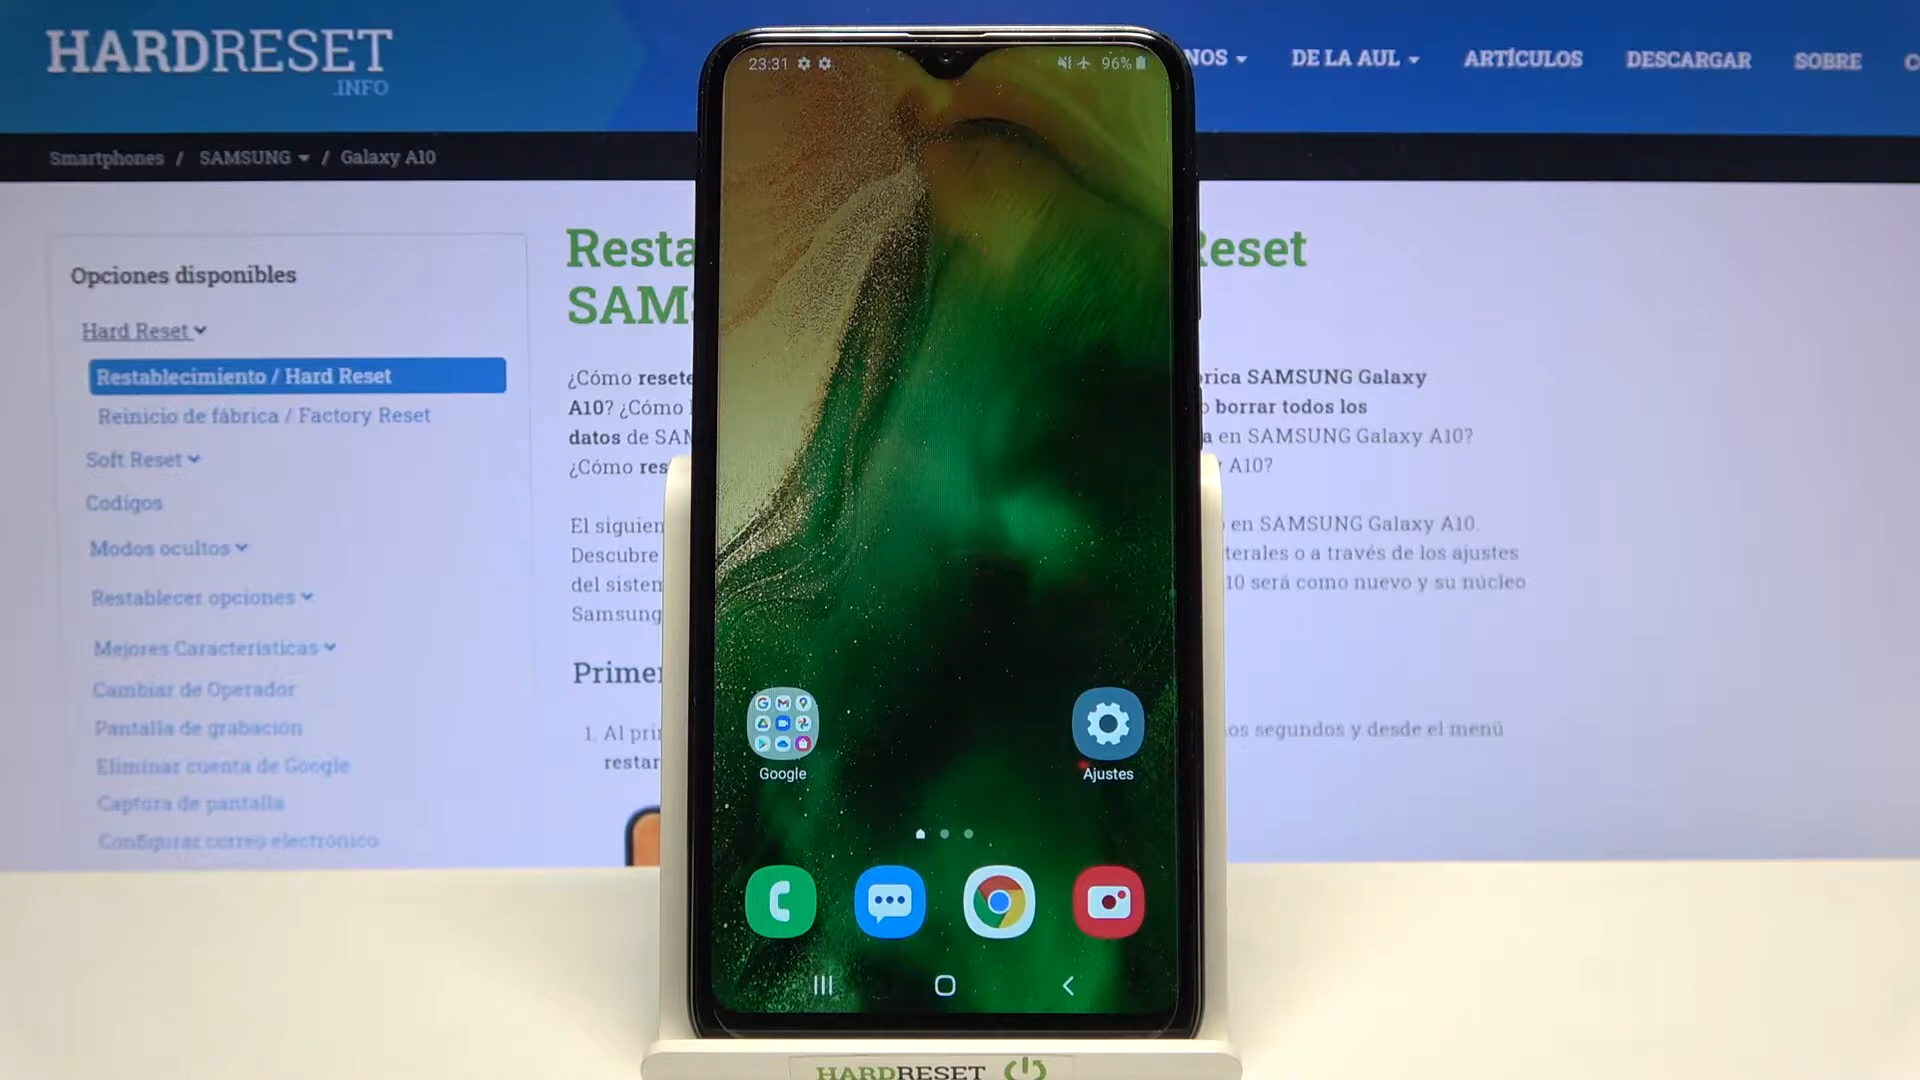 HARDRESET
.INFO
NOS
DE LA AUL
ARTÍCULOS
DESCARGAR
SOBRE
Smartphones / SAMSUNG / Galaxy A10
Opciones disponibles
Hard Reset
Restablecimiento / Hard Reset
Reinicio de fábrica / Factory Reset
Soft Reset
Codígos
Modos ocultos
Restablecer opciones
Mejores Características
Cambiar de Operador
Pantalla de grabación
Eliminar cuenta de Google
Captura de pantalla
Configurar correo electrónico
Resta Reset
SAMS
¿Cómo resete rica SAMSUNG Galaxy
A10? ¿Cómo borrar todos los
datos de SAM a en SAMSUNG Galaxy A10?
¿Cómo res A10?
El siguien en SAMSUNG Galaxy A10.
Descubre terales o a través de los ajustes
del sistem 10 será como nuevo y su núcleo
Samsung
Primer
1. Al pri os segundos y desde el menú
restar
23:31
96%
Google
Ajustes
HARDRESET